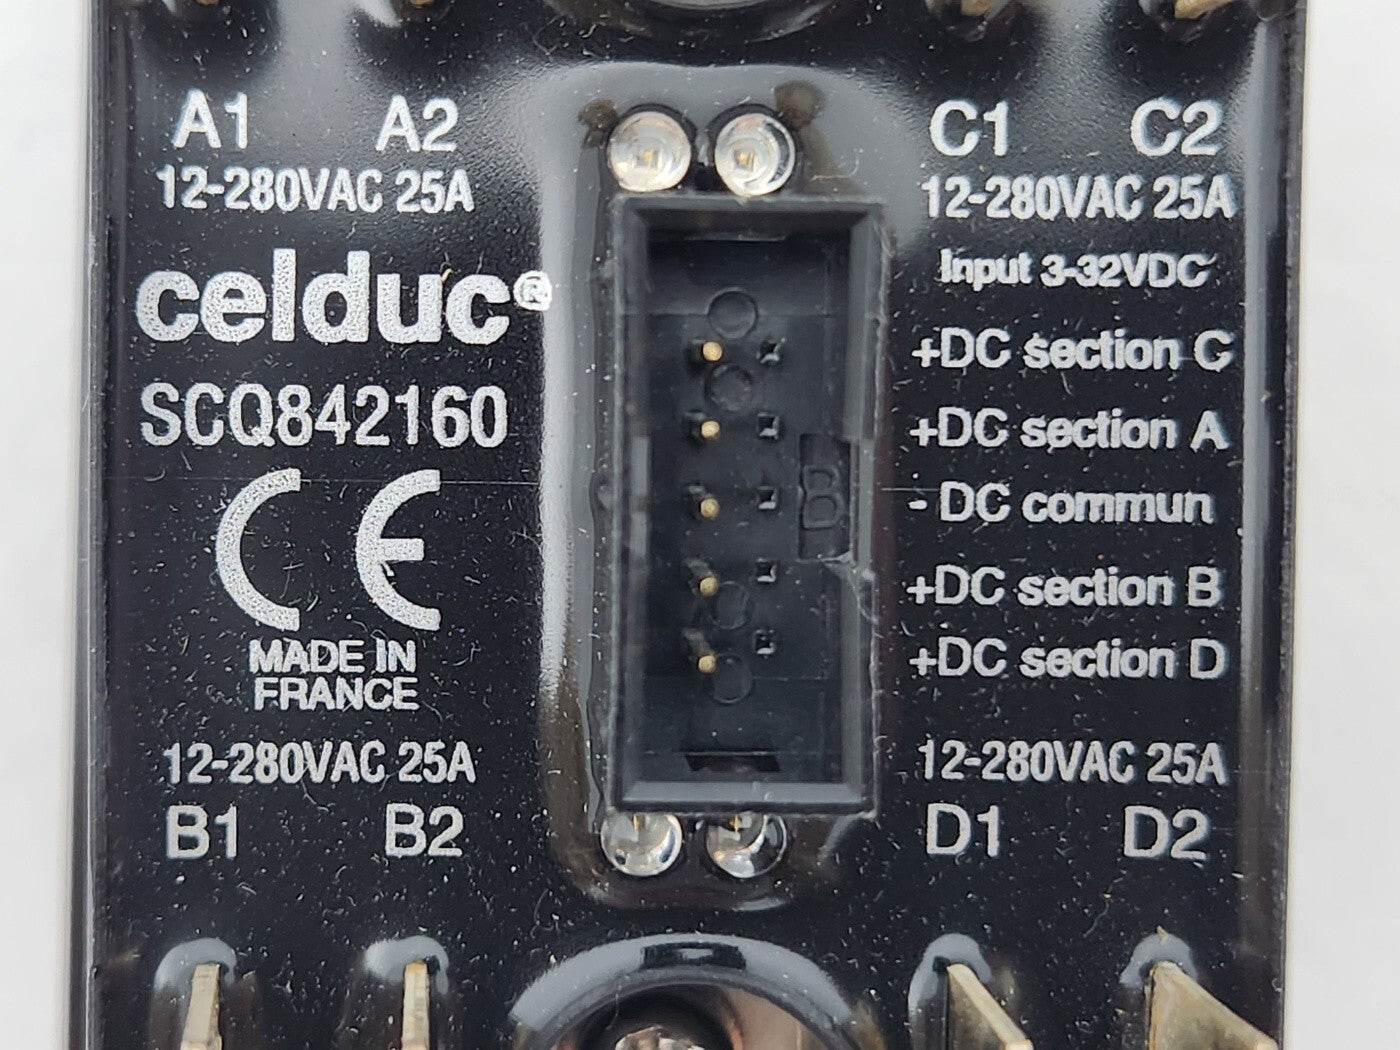 A1 A2
12-280VAC 25A
celduc®
SCQ842160
CE
MADE IN
FRANCE
12-280VAC 25A
B1 B2
B
C1 C2
12-280VAC 25A
Input 3-32VDC
+DC section C
+DC section A
- DC commun
+DC section B
+DC section D
12-280VAC 25A
D1 D2